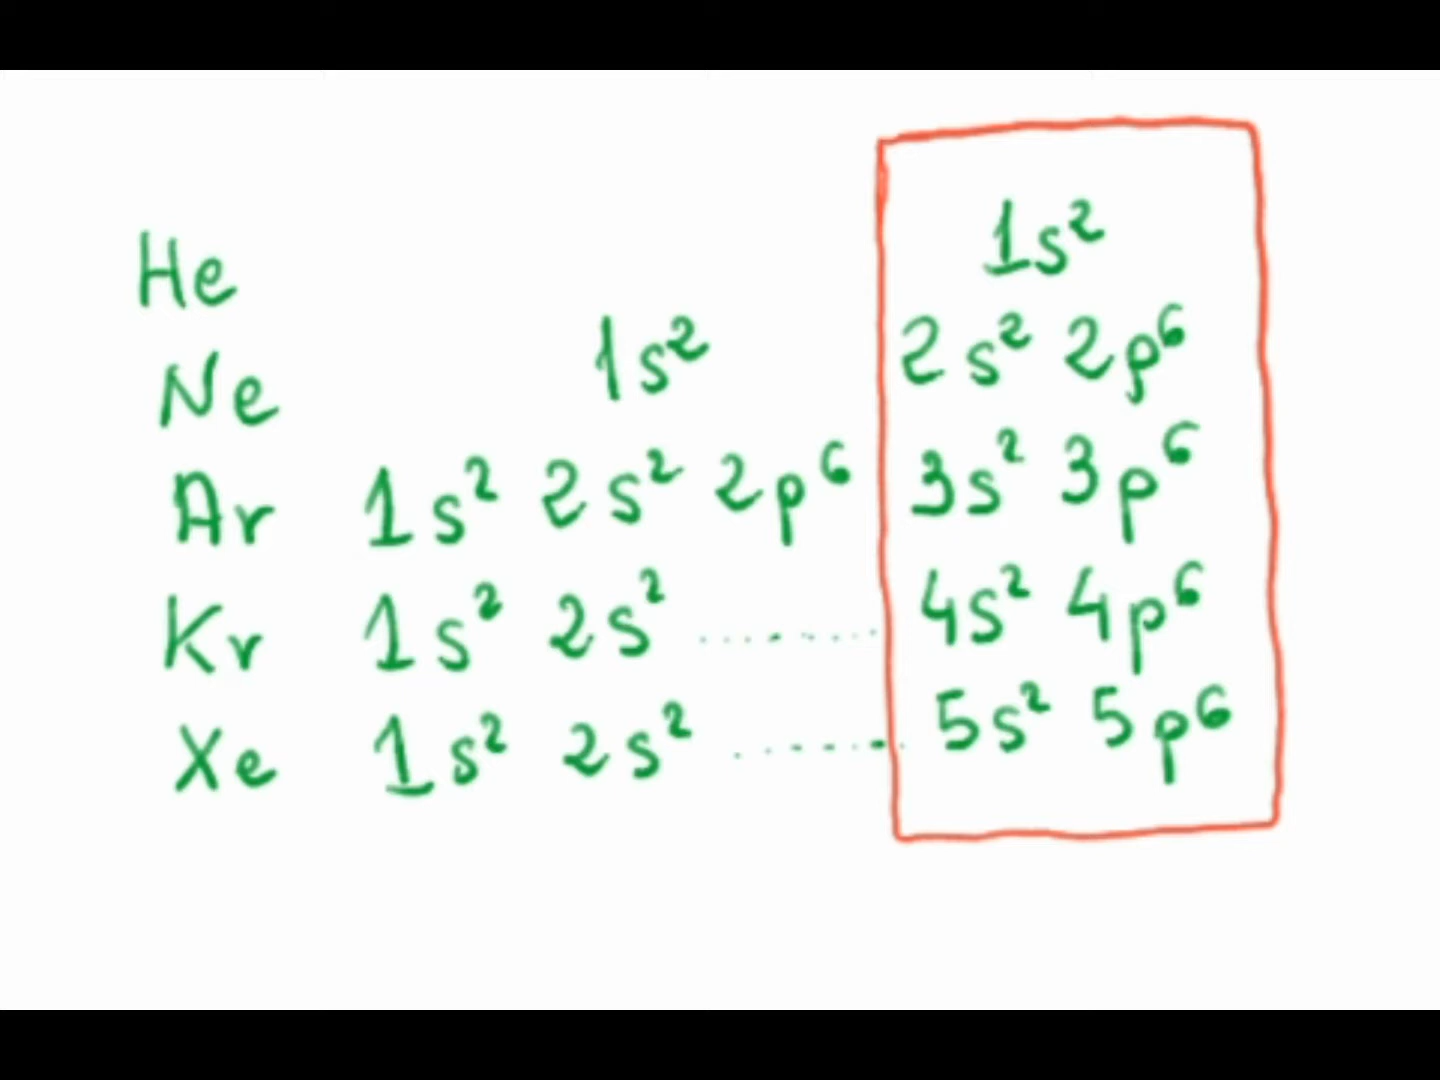 He 1s²
Ne 1s² 2s² 2p⁶
Ar 1s² 2s² 2p⁶ 3s² 3p⁶
Kr 1s² 2s² ........ 4s² 4p⁶
Xe 1s² 2s² ........ 5s² 5p⁶